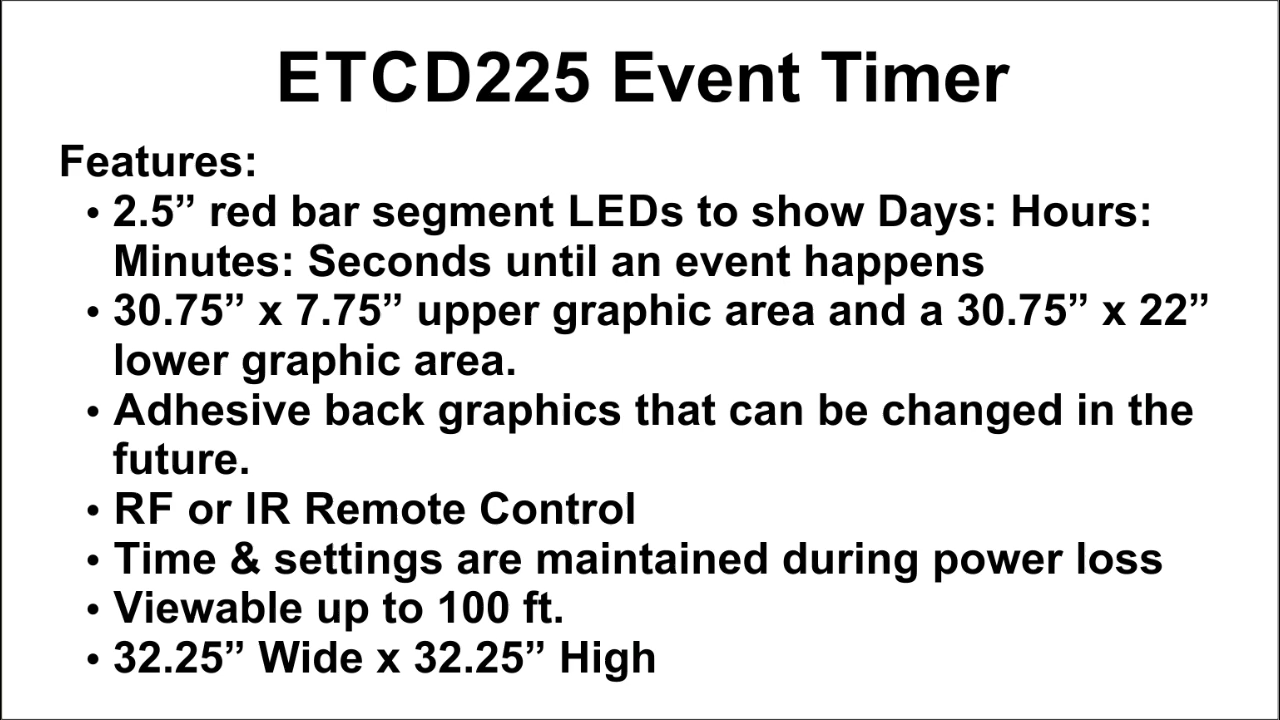 ETCD225 Event Timer
Features:
• 2.5” red bar segment LEDs to show Days: Hours:
Minutes: Seconds until an event happens
• 30.75” x 7.75” upper graphic area and a 30.75” x 22”
lower graphic area.
• Adhesive back graphics that can be changed in the
future.
• RF or IR Remote Control
• Time & settings are maintained during power loss
• Viewable up to 100 ft.
• 32.25” Wide x 32.25” High